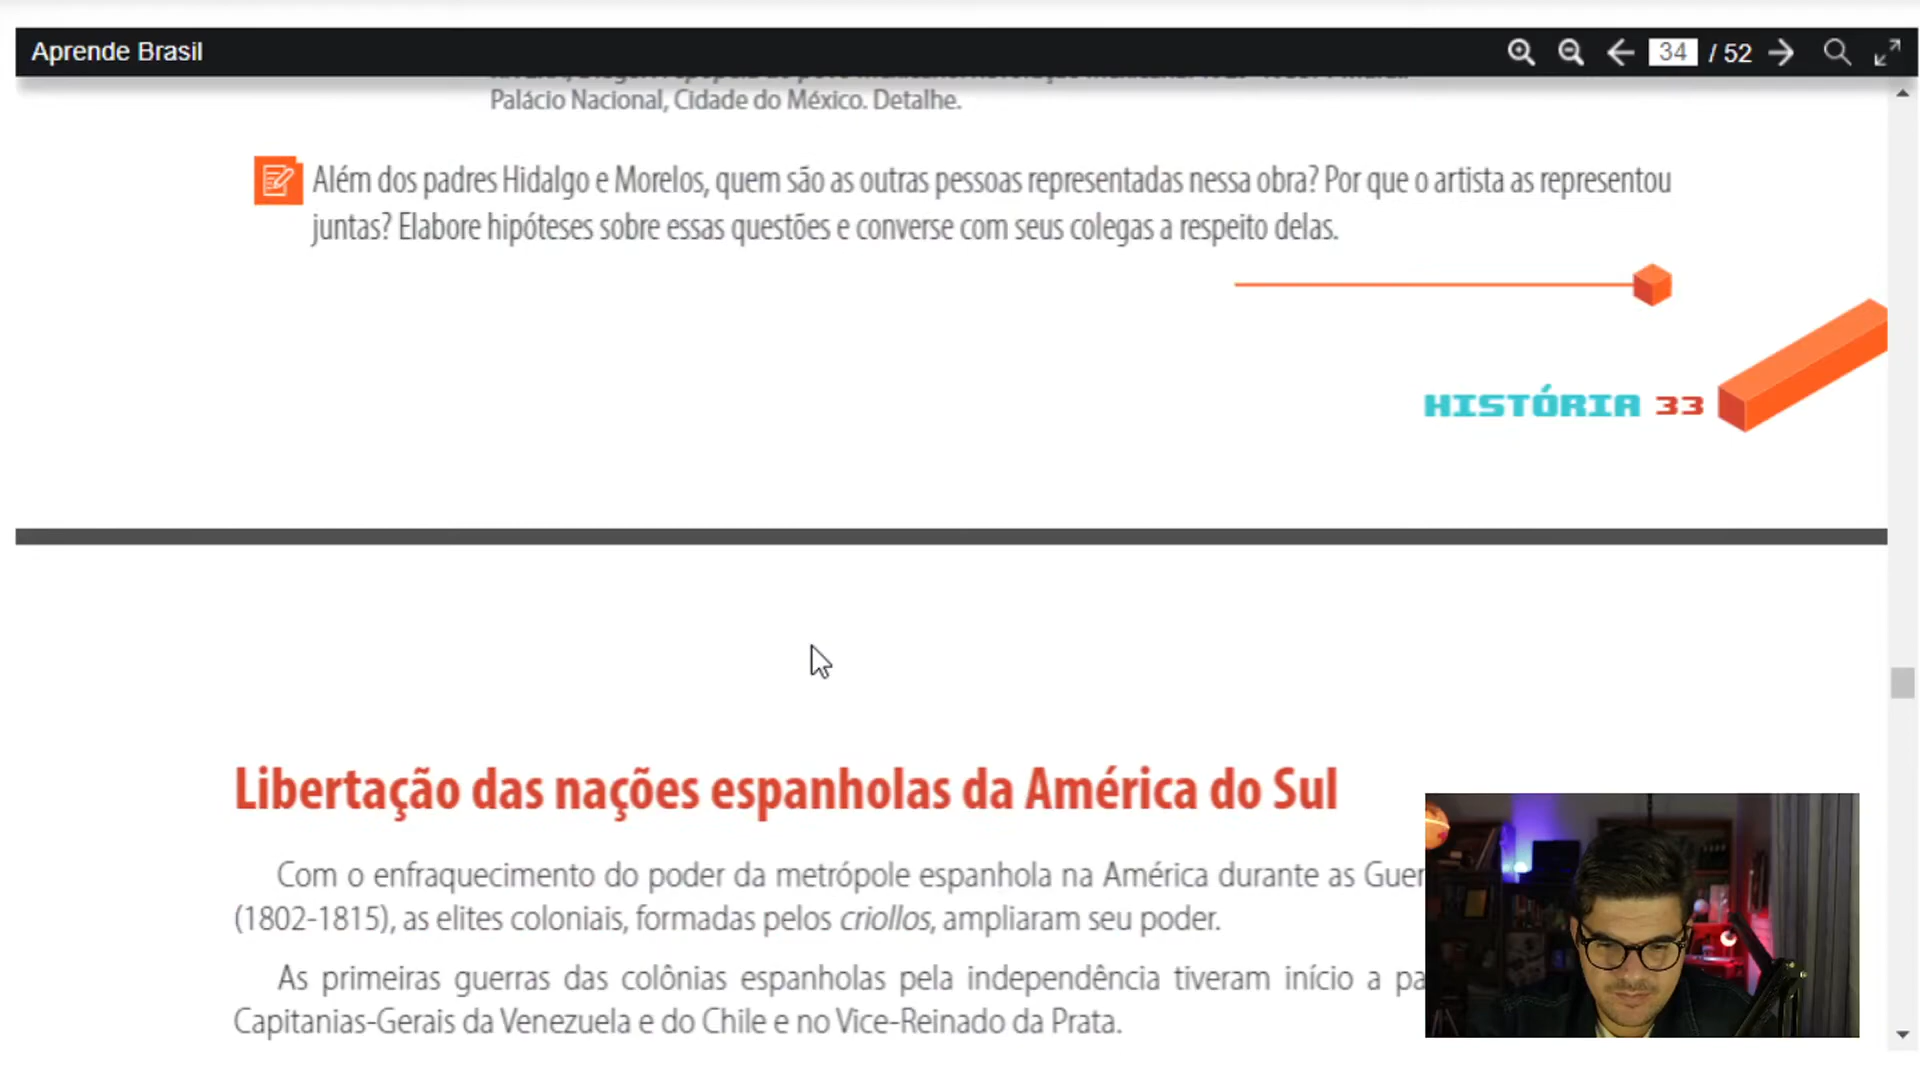 Aprende Brasil
34 / 52
Palácio Nacional, Cidade do México. Detalhe.
Além dos padres Hidalgo e Morelos, quem são as outras pessoas representadas nessa obra? Por que o artista as representou
juntas? Elabore hipóteses sobre essas questões e converse com seus colegas a respeito delas.
HISTÓRIA 33
Libertação das nações espanholas da América do Sul
Com o enfraquecimento do poder da metrópole espanhola na América durante as Guer
(1802-1815), as elites coloniais, formadas pelos criollos, ampliaram seu poder.
As primeiras guerras das colônias espanholas pela independência tiveram início a pa
Capitanias-Gerais da Venezuela e do Chile e no Vice-Reinado da Prata.